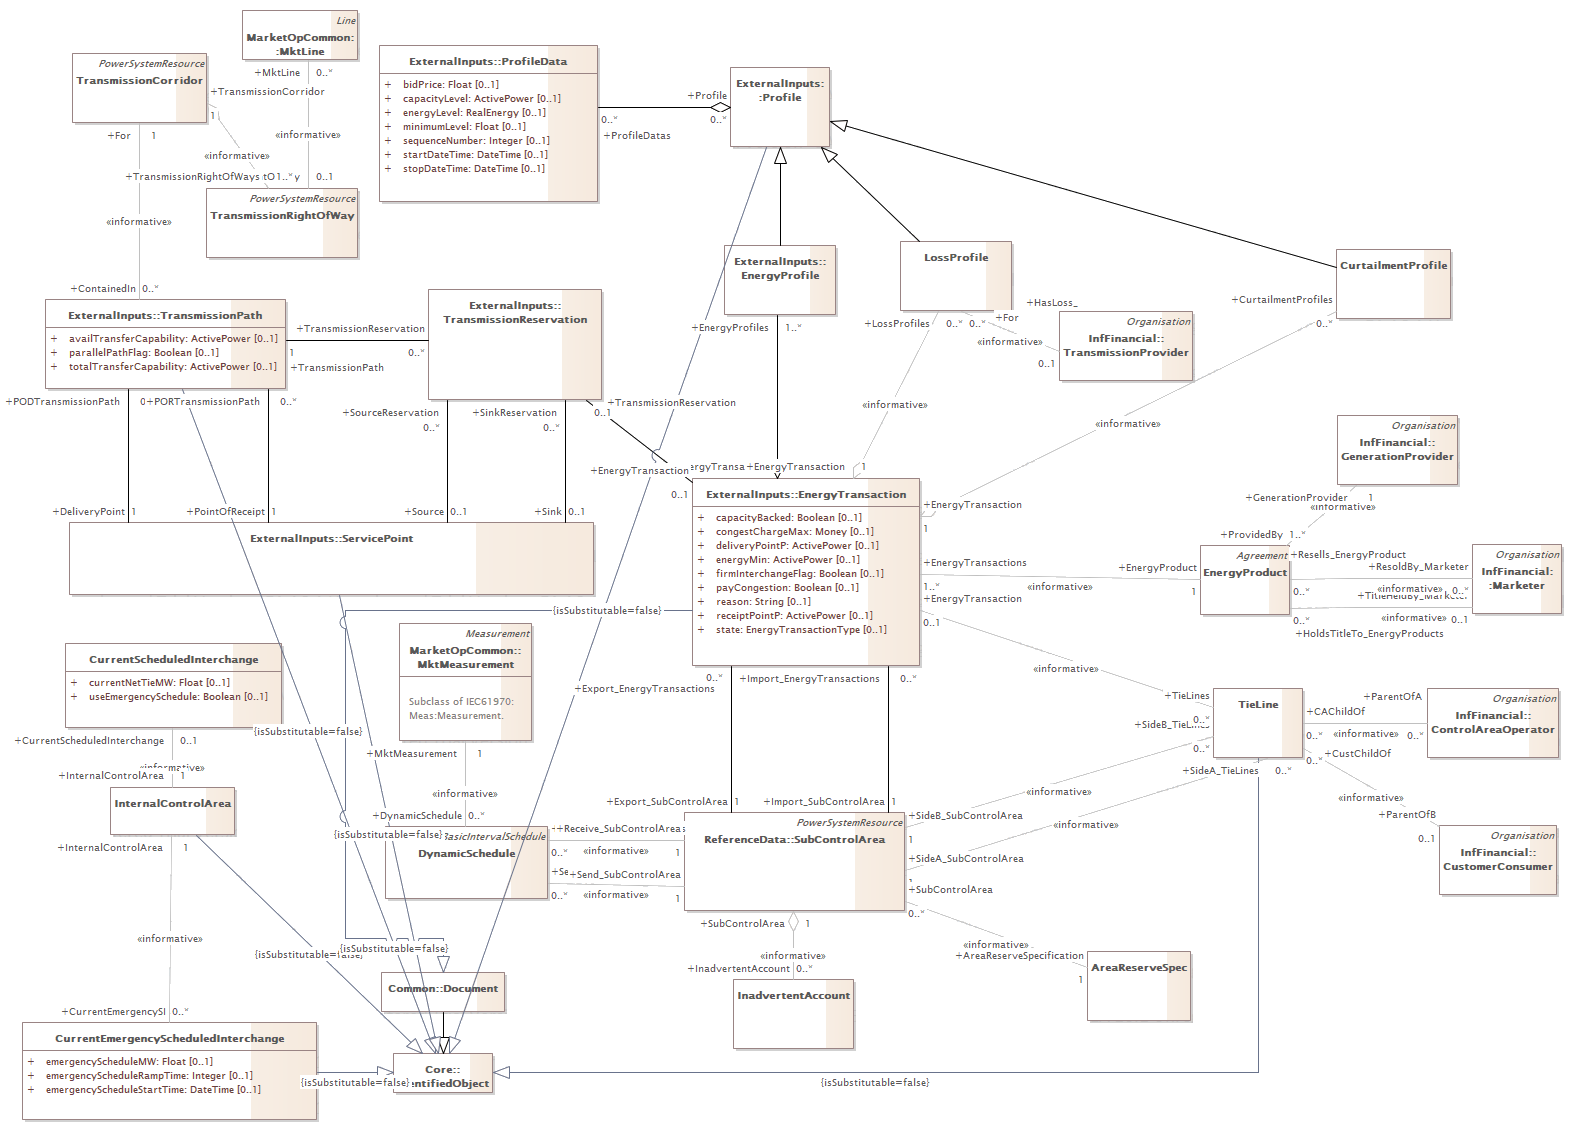 Line
MarketOpCommon:
:MktLine
PowerSystemResource
TransmissionCorridor
+MktLine 0..*
+TransmissionCorridor
1
+For 1
«informative»
«informative»
0..1
PowerSystemResource
TransmissionRightOfWay
«informative»
+ContainedIn 0..*
ExternalInputs::ProfileData
+ bidPrice: Float [0..1]
+ capacityLevel: ActivePower [0..1]
+ energyLevel: RealEnergy [0..1]
+ minimumLevel: Float [0..1]
+ sequenceNumber: Integer [0..1]
+ startDateTime: DateTime [0..1]
+ stopDateTime: DateTime [0..1]
+Profile
0..*
0..*
+ProfileDatas
ExternalInputs:
:Profile
ExternalInputs::
EnergyProfile
+EnergyProfiles 1..*
LossProfile
+LossProfiles 0..* 0..*
+For
+HasLoss_
«informative»
0..1
Organisation
InfFinancial::
TransmissionProvider
CurtailmentProfile
+CurtailmentProfiles
0..*
«informative»
«informative»
ExternalInputs::TransmissionPath
+ availTransferCapability: ActivePower [0..1]
+ parallelPathFlag: Boolean [0..1]
+ totalTransferCapability: ActivePower [0..1]
+TransmissionReservation
0..*
1
+TransmissionPath
ExternalInputs::
TransmissionReservation
+PODTransmissionPath
+PORTransmissionPath 0..*
+SourceReservation
0..*
+SinkReservation
0..*
0..1
+TransmissionReservation
+EnergyTransaction
0..1
+EnergyTransaction
1
+DeliveryPoint 1
+PointOfReceipt 1
+Source 0..1
+Sink 0..1
ExternalInputs::ServicePoint
ExternalInputs::EnergyTransaction
+ capacityBacked: Boolean [0..1]
+ congestChargeMax: Money [0..1]
+ deliveryPointP: ActivePower [0..1]
+ energyMin: ActivePower [0..1]
+ firmInterchangeFlag: Boolean [0..1]
+ payCongestion: Boolean [0..1]
+ reason: String [0..1]
+ receiptPointP: ActivePower [0..1]
+ state: EnergyTransactionType [0..1]
+EnergyTransaction
1
+EnergyTransactions
1..*
+EnergyTransaction
0..1
«informative»
+EnergyProduct
1
Organisation
InfFinancial::
GenerationProvider
+GenerationProvider 1
«informative»
+ProvidedBy 1..*
Agreement
EnergyProduct
+Resells_EnergyProduct
+ResoldBy_Marketer
0..* «informative» 0..*
0..* «informative» 0..1
+HoldsTitleTo_EnergyProducts
Organisation
InfFinancial:
:Marketer
{isSubstitutable=false}
Measurement
MarketOpCommon::
MktMeasurement
Subclass of IEC61970:
Meas:Measurement.
+MktMeasurement 1
«informative»
+DynamicSchedule 0..*
DynamicSchedule
CurrentScheduledInterchange
+ currentNetTieMW: Float [0..1]
+ useEmergencySchedule: Boolean [0..1]
{isSubstitutable=false}
+CurrentScheduledInterchange 0..1
+InternalControlArea 1
InternalControlArea
+InternalControlArea 1
{isSubstitutable=false}
0..*
+Export_EnergyTransactions
+Import_EnergyTransactions 0..*
+Export_SubControlArea 1
+Import_SubControlArea 1
+Receive_SubControlArea
0..* «informative» 1
+Send_SubControlArea
0..* «informative» 1
PowerSystemResource
ReferenceData::SubControlArea
«informative»
+TieLines
0..*
0..*
+SideA_TieLines 0..*
TieLine
+ParentOfA
+CAChildOf
0..* «informative» 0..*
0..*
+CustChildOf
Organisation
InfFinancial::
ControlAreaOperator
«informative»
+ParentOfB
0..1
Organisation
InfFinancial::
CustomerConsumer
«informative»
+SideB_SubControlArea
1
«informative»
+SideA_SubControlArea
+SubControlArea
0..*
«informative»
+AreaReserveSpecification
1
AreaReserveSpec
+SubControlArea 1
«informative»
+InadvertentAccount 0..*
InadvertentAccount
«informative»
{isSubstitutable=false}
Common::Document
0..*
CurrentEmergencyScheduledInterchange
+ emergencyScheduleMW: Float [0..1]
+ emergencyScheduleRampTime: Integer [0..1]
+ emergencyScheduleStartTime: DateTime [0..1]
{isSubstitutable=false}
Core::
{isSubstitutable=false}